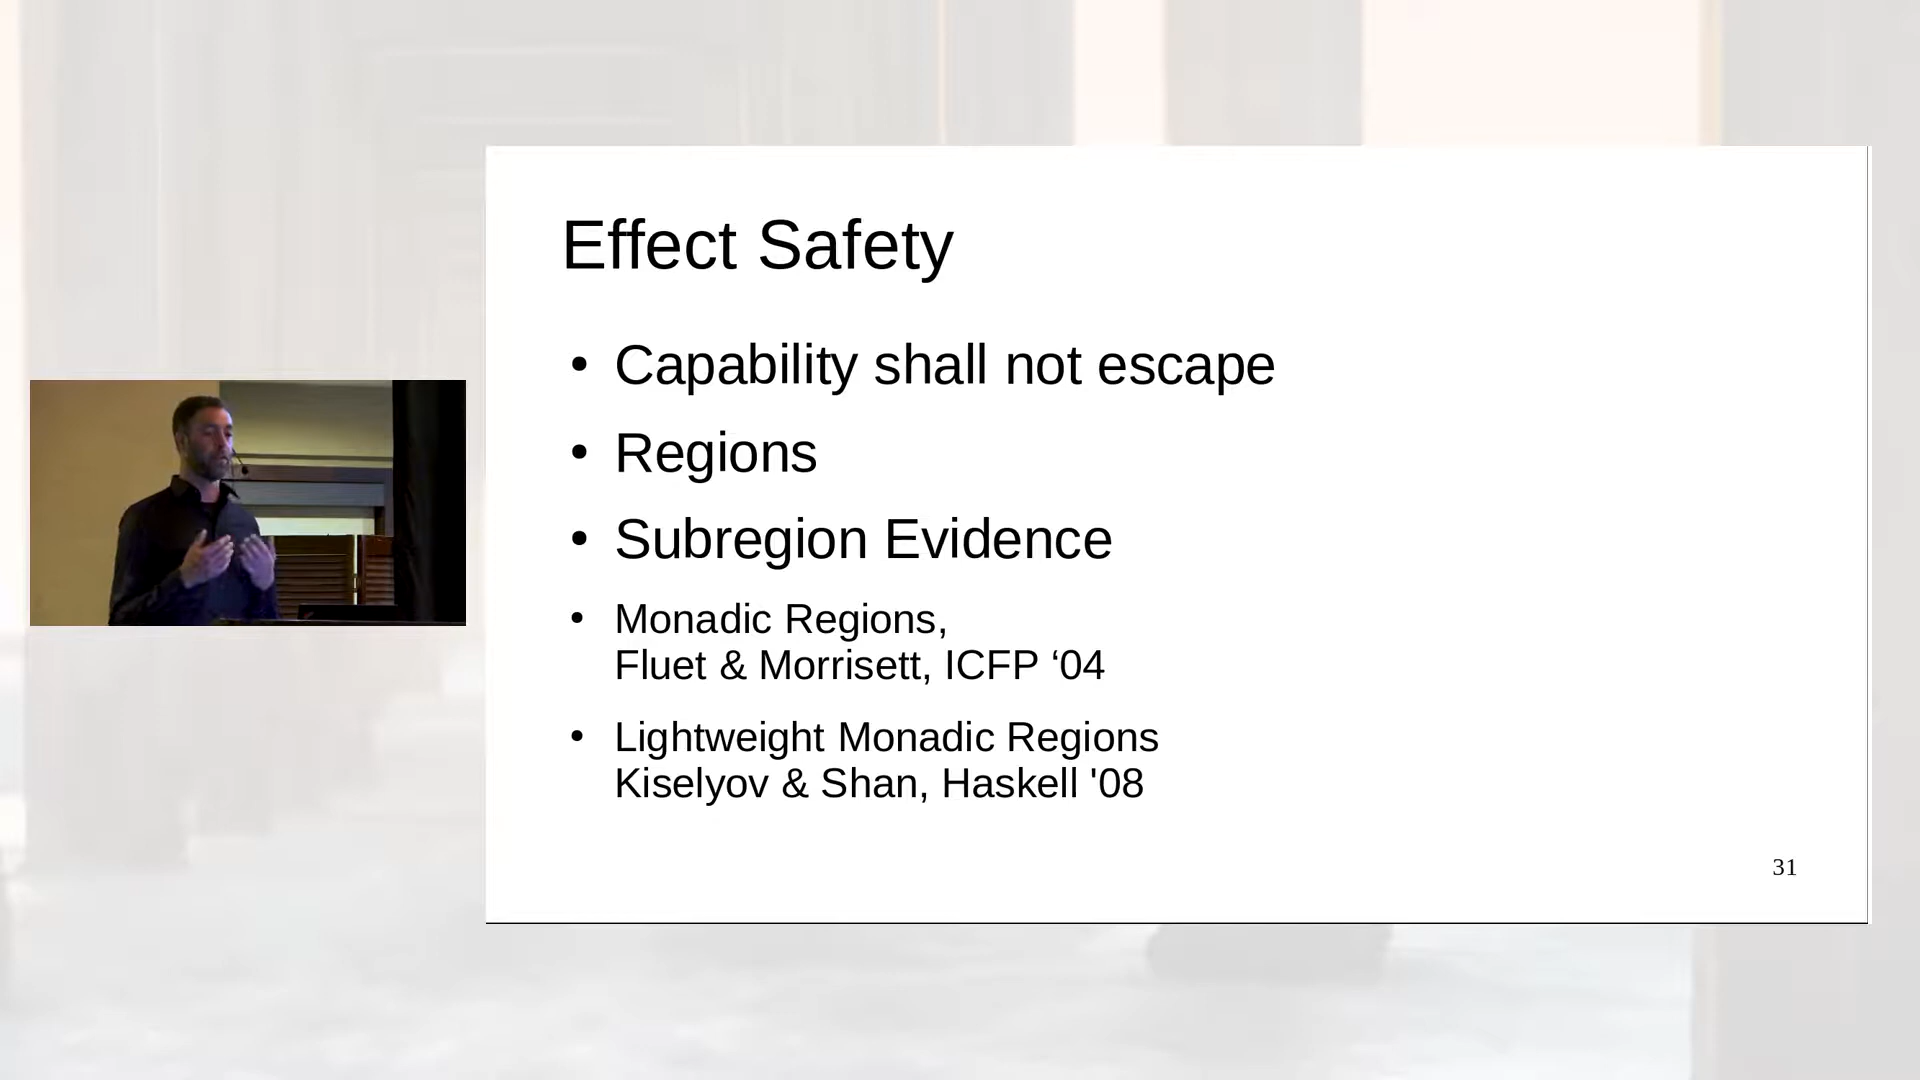 Effect Safety
• Capability shall not escape
• Regions
• Subregion Evidence
• Monadic Regions,
Fluet & Morrisett, ICFP ‘04
• Lightweight Monadic Regions
Kiselyov & Shan, Haskell '08
31